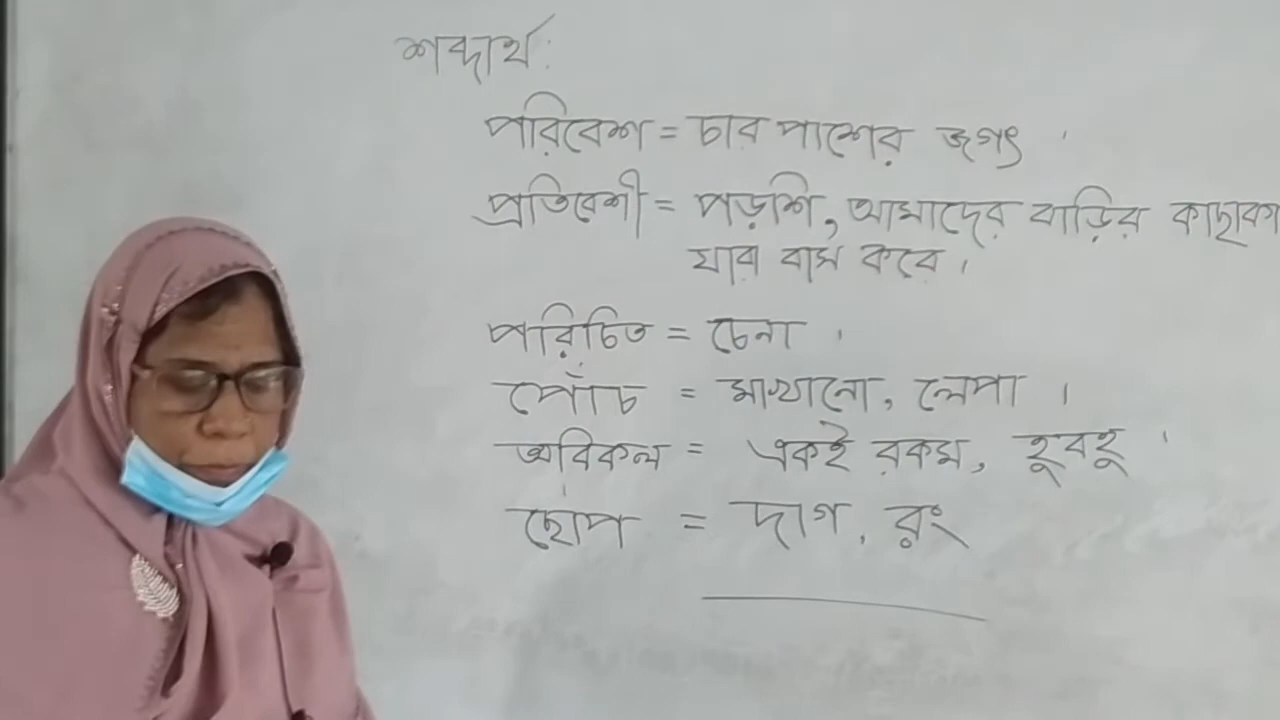 শব্দার্থ:
পরিবেশ = চার পাশের জগৎ ।
প্রতিবেশী = পড়শি, আমাদের বাড়ির কাছাকা
যারা বাস করে ।
পরিচিত = চেনা ।
পোঁচ = মাখানো, লেপা ।
অবিকল = একই রকম, হুবহু ।
ছোপ = দাগ, রং